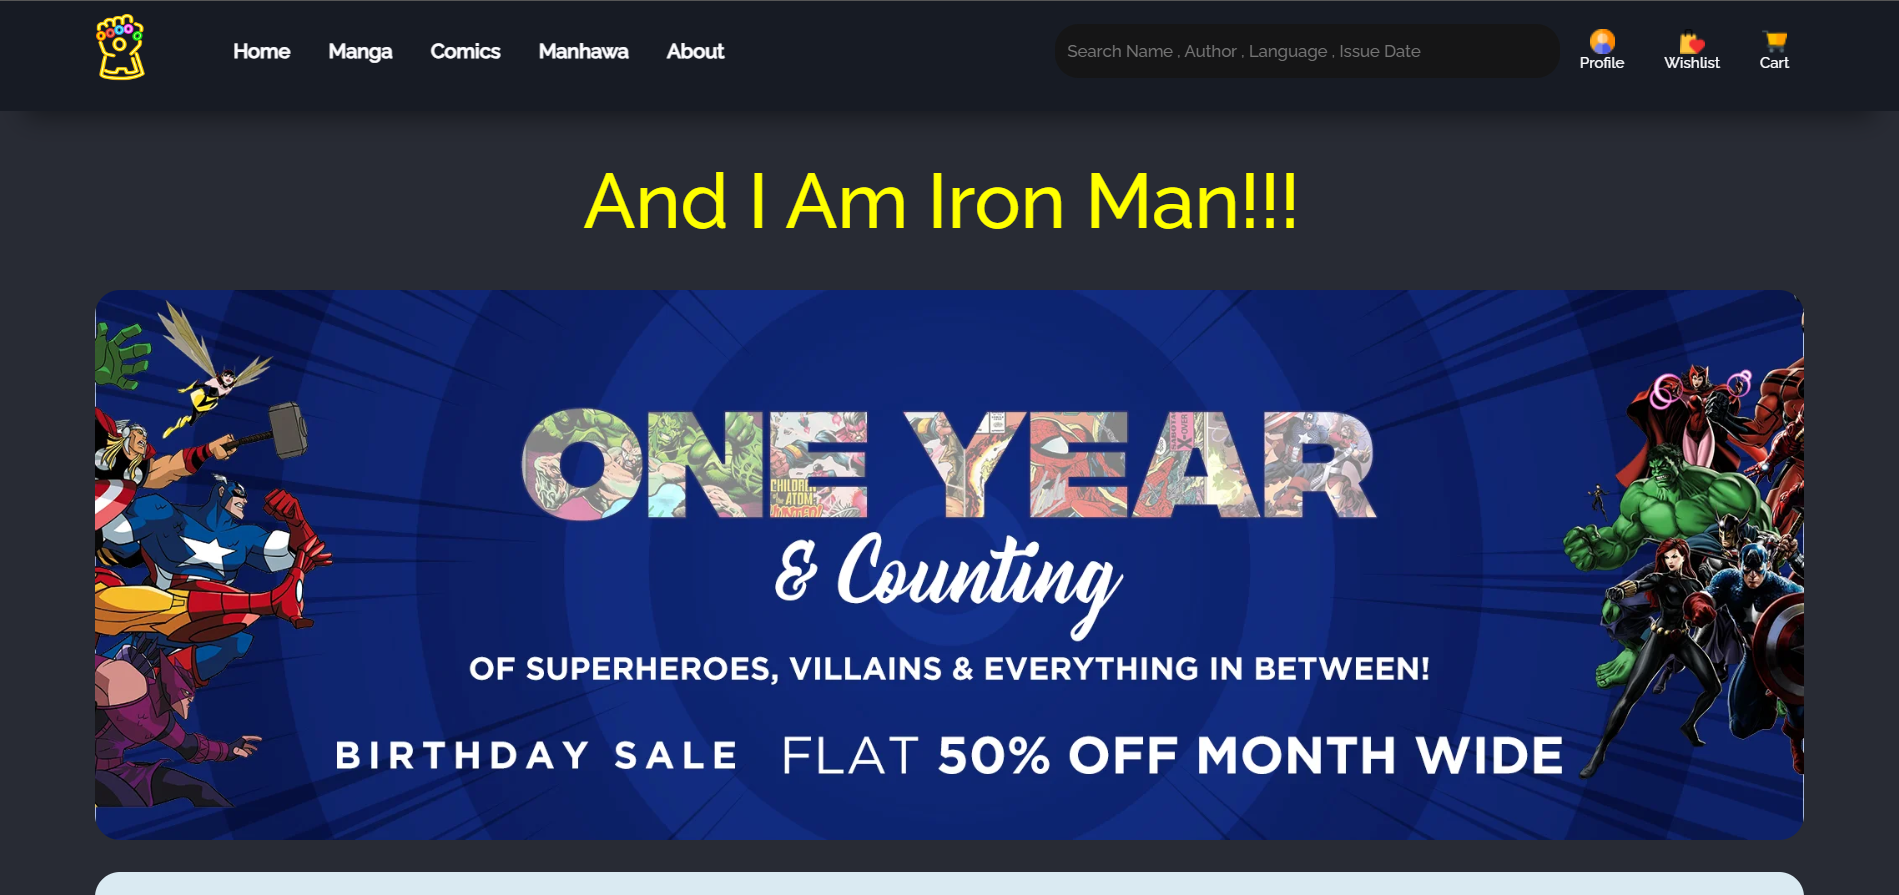 Home Manga Comics Manhawa About
Search Name , Author , Language , Issue Date
Profile Wishlist Cart
And I Am Iron Man!!!
ONE YEAR
& Counting
OF SUPERHEROES, VILLAINS & EVERYTHING IN BETWEEN!
BIRTHDAY SALE FLAT 50% OFF MONTH WIDE